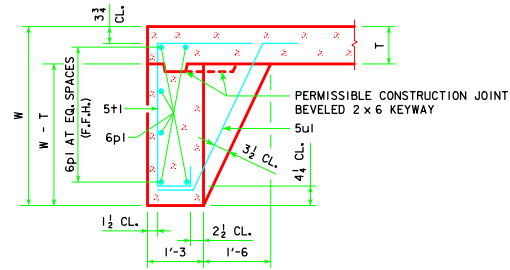 3 3/4 CL.
T
W
W - T
6p1 AT EQ. SPACES
(F.F.H.)
5t1
6p1
PERMISSIBLE CONSTRUCTION JOINT
BEVELED 2 x 6 KEYWAY
5u1
3 1/2 CL.
4 1/4 CL.
1 1/2 CL.
2 1/2 CL.
1'-3
1'-6